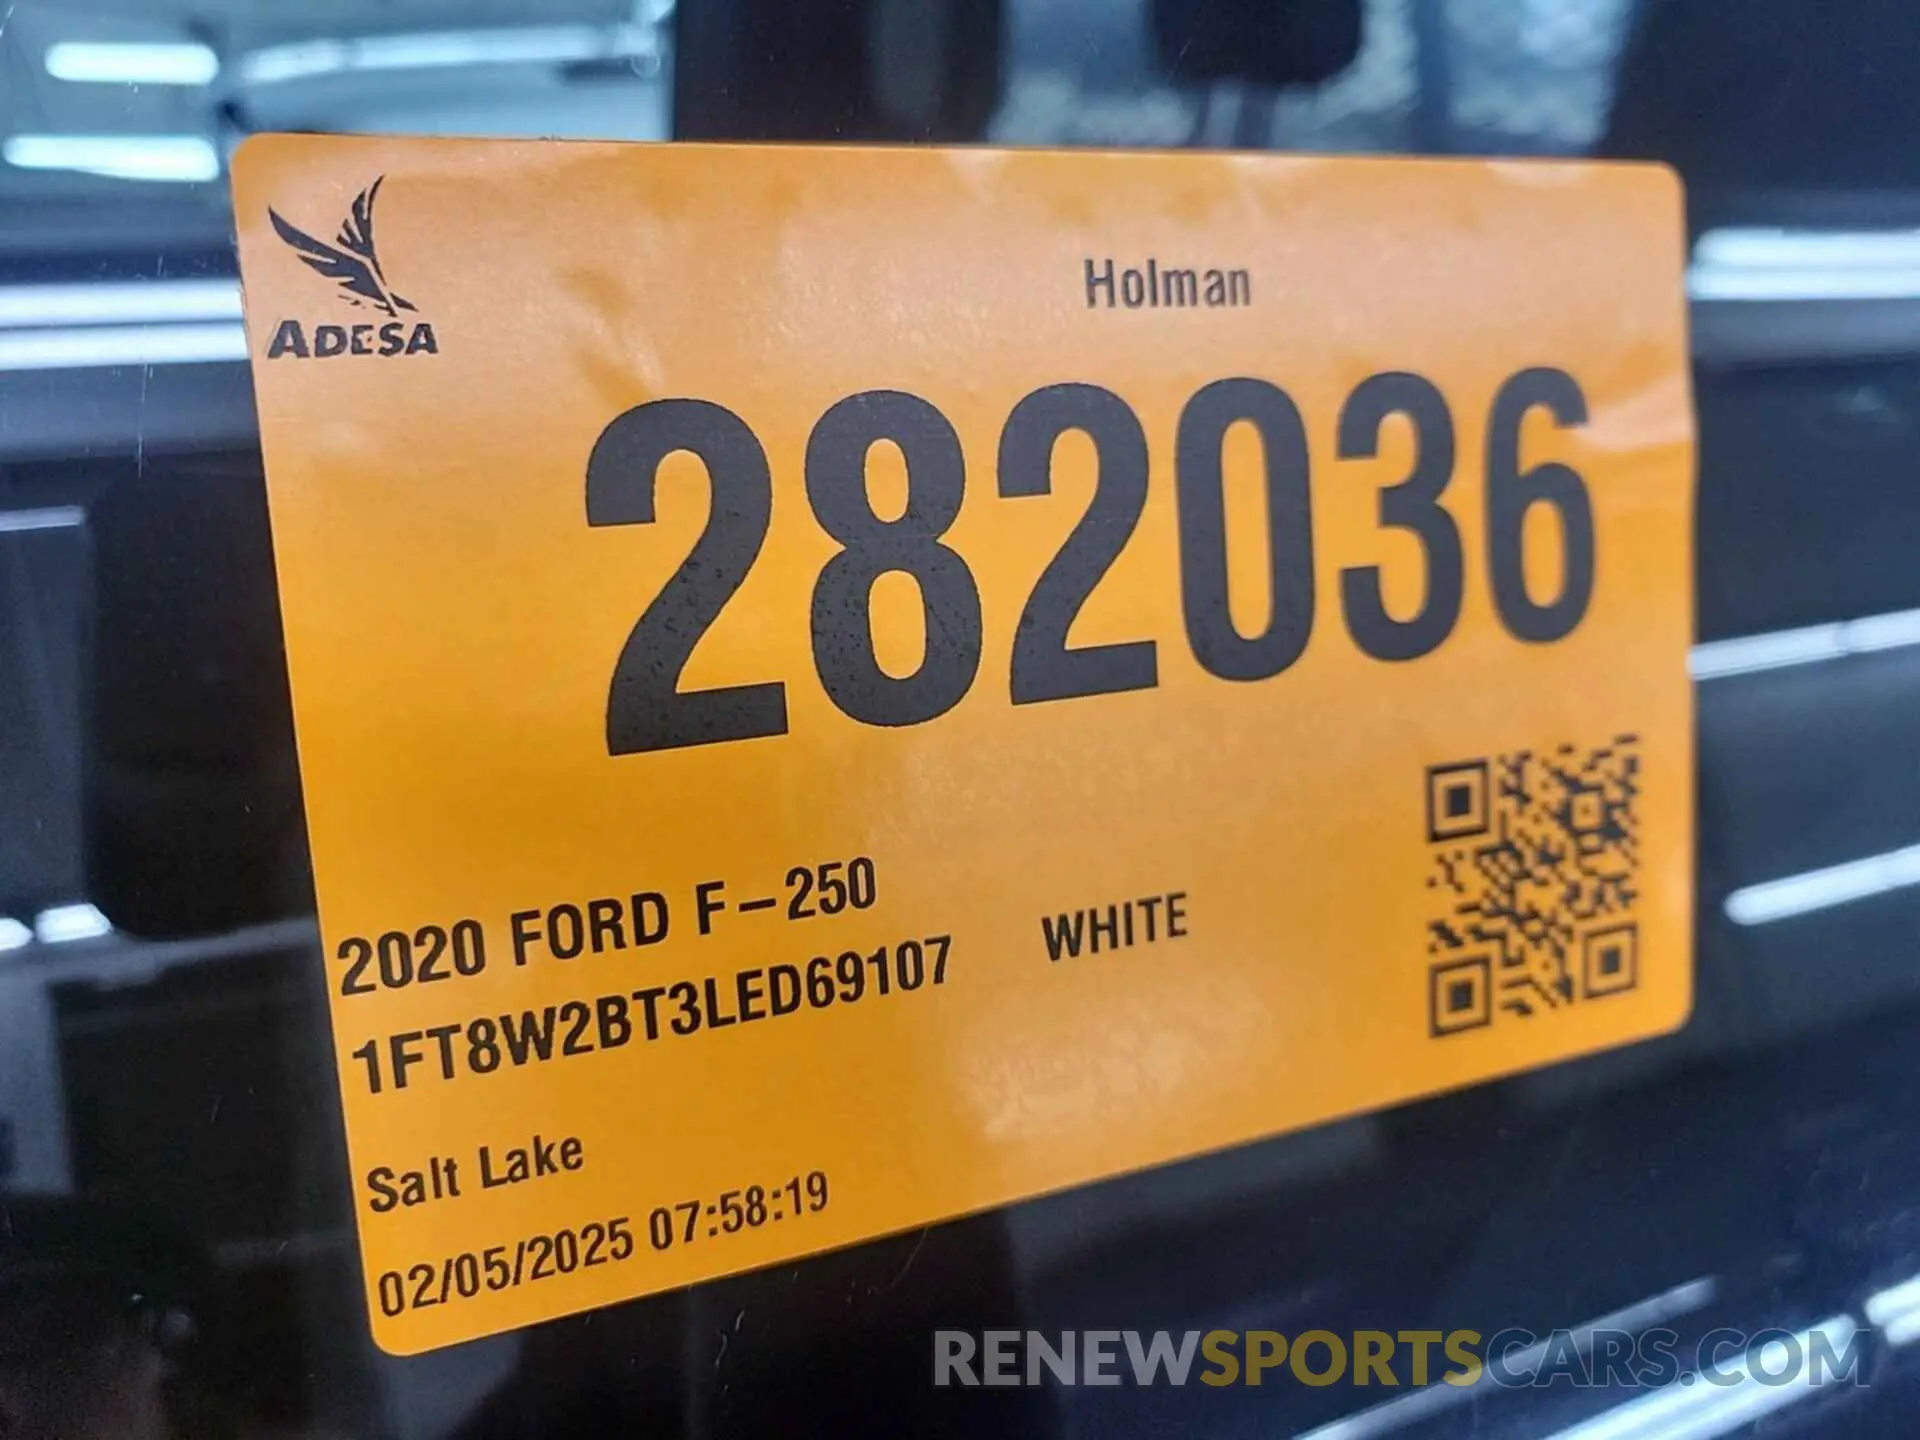 ADESA
Holman
282036
2020 FORD F-250
1FT8W2BT3LED69107 WHITE
Salt Lake
02/05/2025 07:58:19
RENEWSPORTSCARS.COM